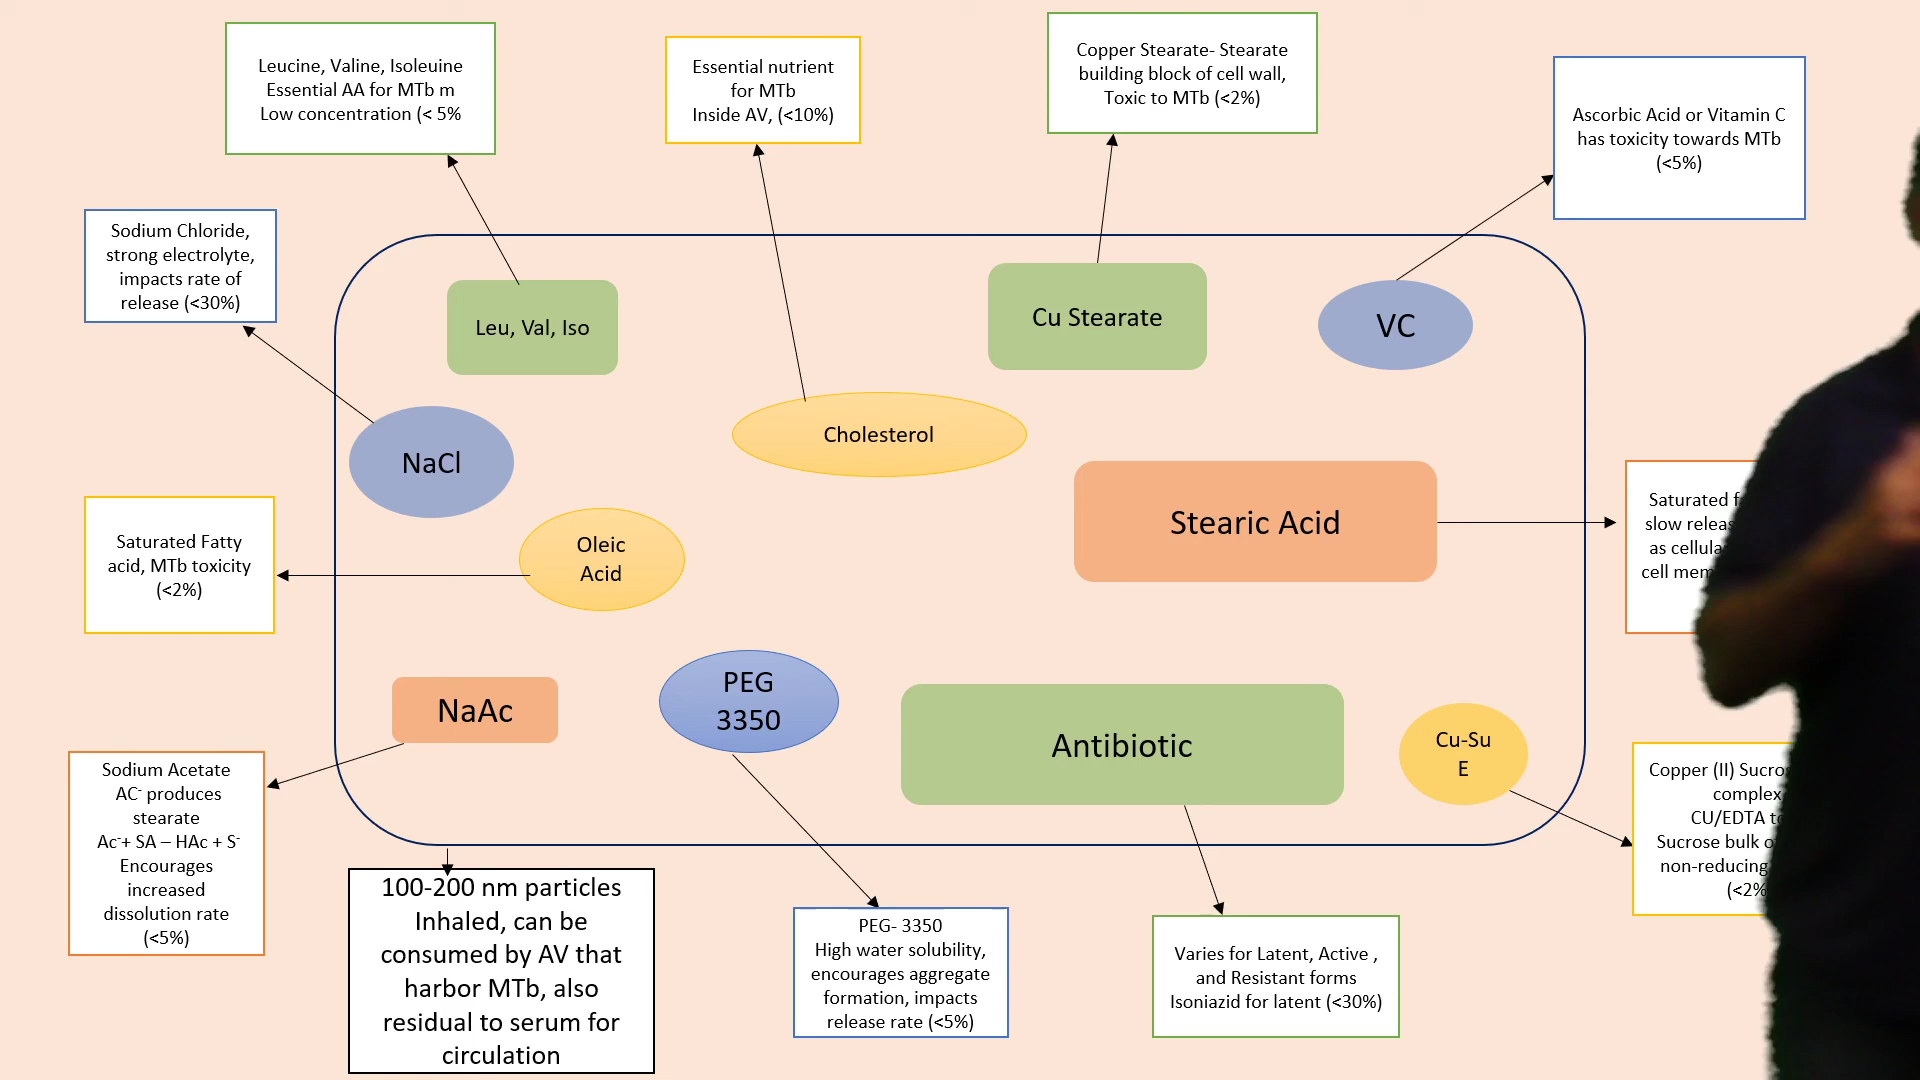 Leucine, Valine, Isoleuine
Essential AA for MTb m
Low concentration (< 5%
Essential nutrient
for MTb
Inside AV, (<10%)
Copper Stearate- Stearate
building block of cell wall,
Toxic to MTb (<2%)
Ascorbic Acid or Vitamin C
has toxicity towards MTb
(<5%)
Sodium Chloride,
strong electrolyte,
impacts rate of
release (<30%)
Leu, Val, Iso
Cu Stearate
VC
NaCl
Cholesterol
Stearic Acid
Saturated
slow
as
cell
Saturated Fatty
acid, MTb toxicity
(<2%)
Oleic
Acid
NaAc
PEG
3350
Antibiotic
Cu-Su
E
Sodium Acetate
AC⁻ produces
stearate
Ac⁻+ SA – HAc + S⁻
Encourages
increased
dissolution rate
(<5%)
100-200 nm particles
Inhaled, can be
consumed by AV that
harbor MTb, also
residual to serum for
circulation
PEG- 3350
High water solubility,
encourages aggregate
formation, impacts
release rate (<5%)
Varies for Latent, Active ,
and Resistant forms
Isoniazid for latent (<30%)
Copper (II)
complex
CU/EDTA
Sucrose bulk
non-reducing
(<2%